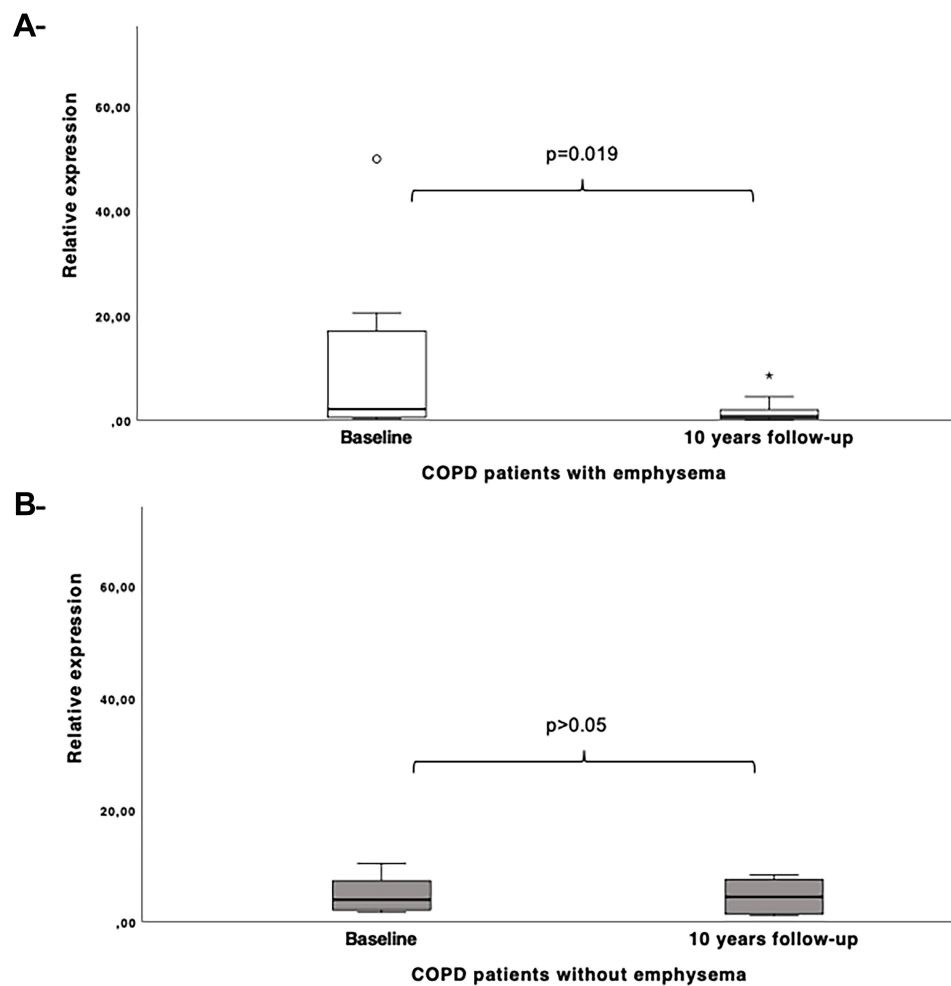 A-
Relative expression
60,00
40,00
20,00
,00
p=0.019
Baseline
10 years follow-up
COPD patients with emphysema
B-
Relative expression
60,00
40,00
20,00
,00
p>0.05
Baseline
10 years follow-up
COPD patients without emphysema